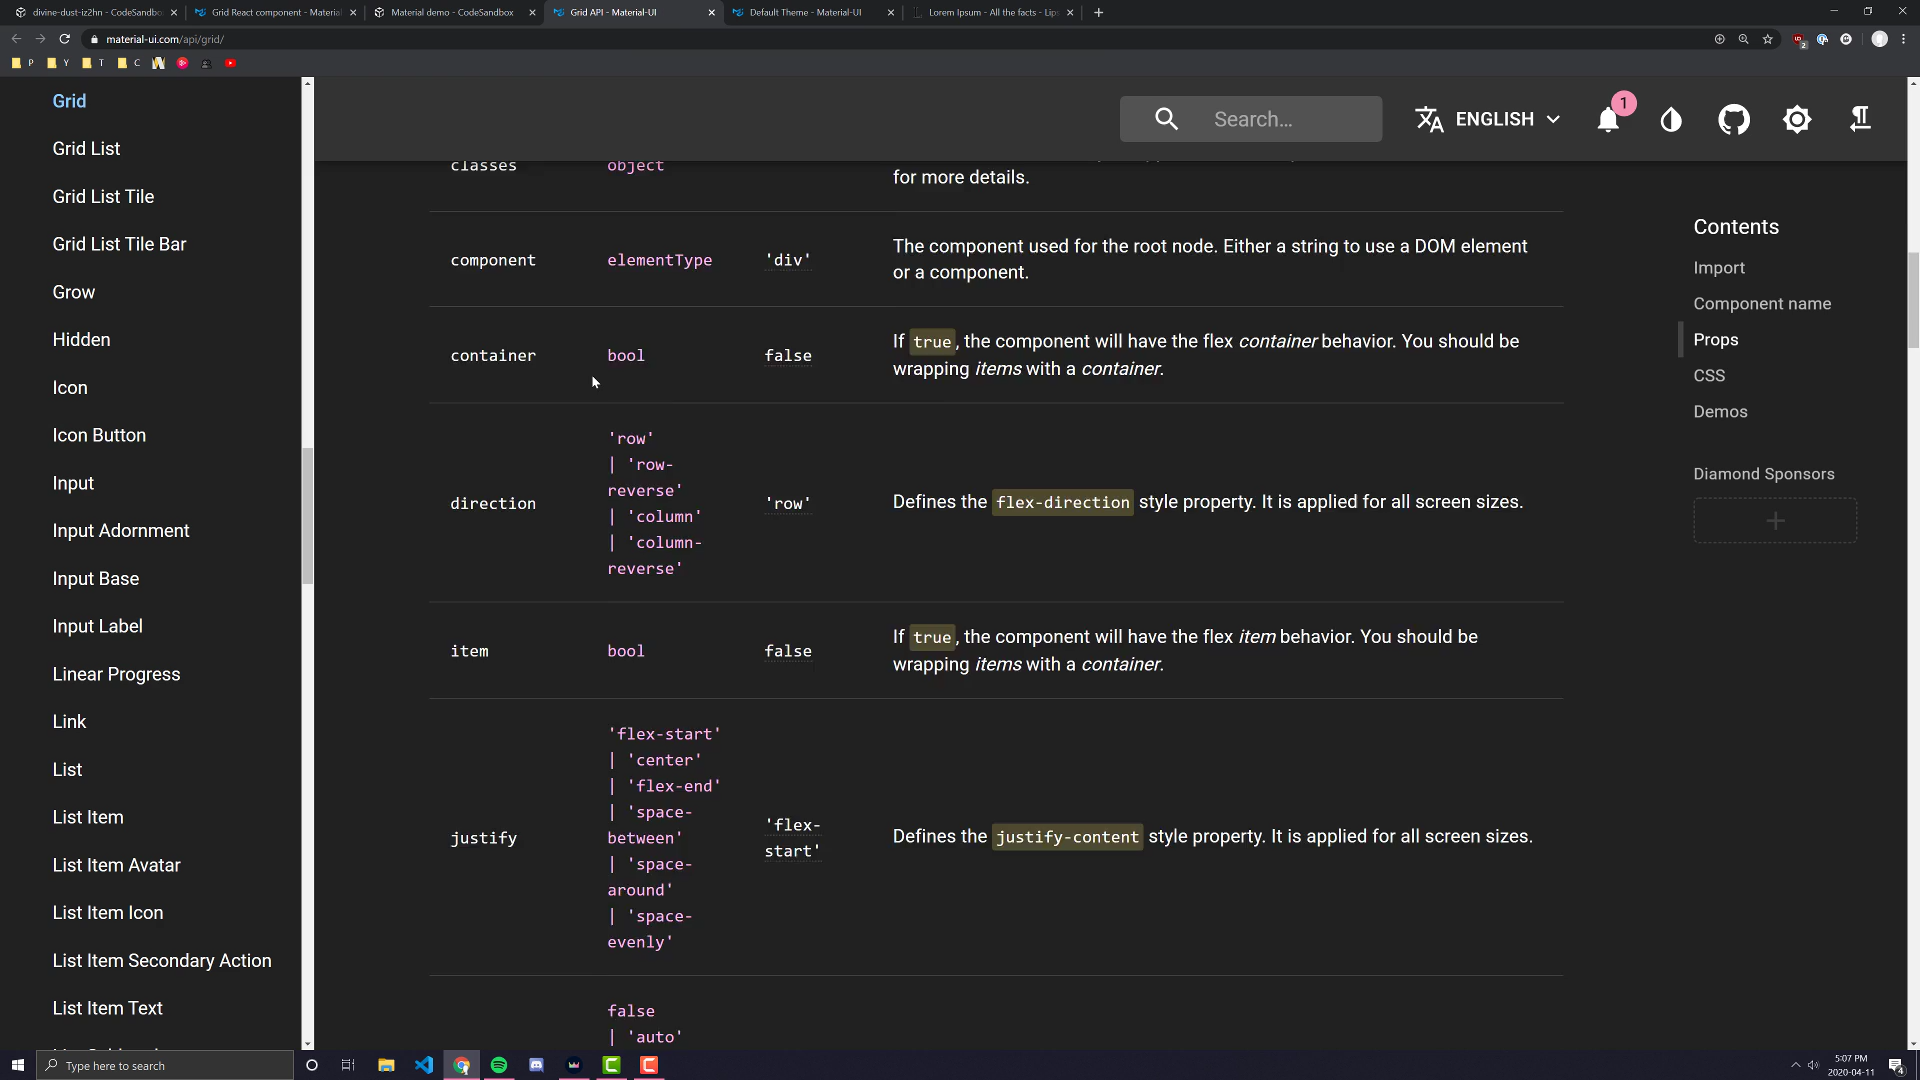 divine-dust-iz2hn - CodeSandbo
Grid React component - Material-
Material demo - CodeSandbox
Grid API - Material-UI
Default Theme - Material-UI
Lorem Ipsum - All the facts - Lip
material-ui.com/api/grid/
P
Y
T
C
Grid
Grid List
Grid List Tile
Grid List Tile Bar
Grow
Hidden
Icon
Icon Button
Input
Input Adornment
Input Base
Input Label
Linear Progress
Link
List
List Item
List Item Avatar
List Item Icon
List Item Secondary Action
List Item Text
Search…
ENGLISH
1
classes
object
for more details.
component
elementType
'div'
The component used for the root node. Either a string to use a DOM element
or a component.
container
bool
false
If true, the component will have the flex container behavior. You should be
wrapping items with a container.
direction
'row'
| 'row-
reverse'
| 'column'
| 'column-
reverse'
'row'
Defines the flex-direction style property. It is applied for all screen sizes.
item
bool
false
If true, the component will have the flex item behavior. You should be
wrapping items with a container.
justify
'flex-start'
| 'center'
| 'flex-end'
| 'space-
between'
| 'space-
around'
| 'space-
evenly'
'flex-
start'
Defines the justify-content style property. It is applied for all screen sizes.
false
| 'auto'
Contents
Import
Component name
Props
CSS
Demos
Diamond Sponsors
Type here to search
5:07 PM
2020-04-11